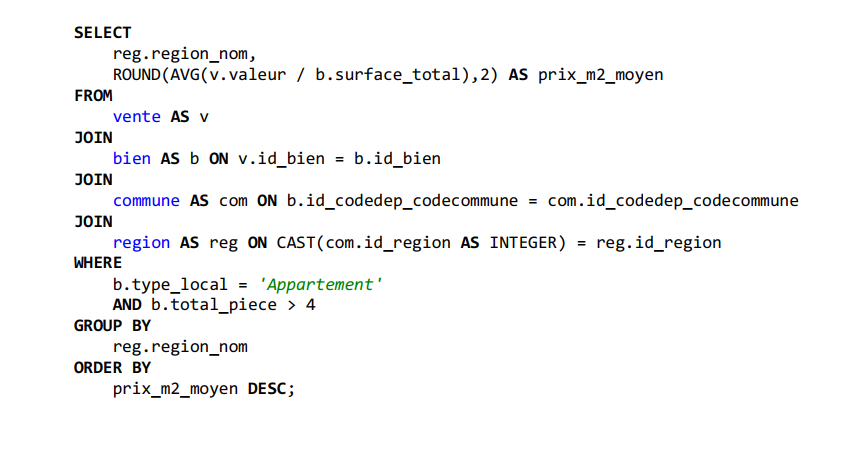 SELECT
reg.region_nom,
ROUND(AVG(v.valeur / b.surface_total),2) AS prix_m2_moyen
FROM
vente AS v
JOIN
bien AS b ON v.id_bien = b.id_bien
JOIN
commune AS com ON b.id_codedep_codecommune = com.id_codedep_codecommune
JOIN
region AS reg ON CAST(com.id_region AS INTEGER) = reg.id_region
WHERE
b.type_local = 'Appartement'
AND b.total_piece > 4
GROUP BY
reg.region_nom
ORDER BY
prix_m2_moyen DESC;